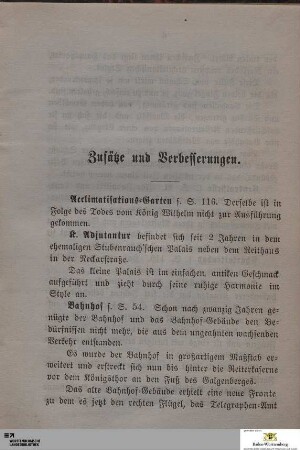 Zusätze und Verbesserungen.
Acclimatisations-Garten s. S. 116. Derselbe ist in
Folge des Todes vom König Wilhelm nicht zur Ausführung
gekommen.
K. Adjutantur befindet sich seit 2 Jahren in dem
ehemaligen Stubenrauch'schen Palais neben dem Reithaus
in der Neckarstraße.
Das kleine Palais ist im einfachen, antiken Geschmack
aufgeführt und zieht durch seine ruhige Harmonie im
Style an.
Bahnhof s. S. 54. Schon nach zwanzig Jahren ge-
nügte der Bahnhof und das Bahnhof-Gebäude den Be-
dürfnissen nicht mehr, die aus dem ungeahnten wachsenden
Verkehr entstanden.
Es wurde der Bahnhof in großartigem Maßstab er-
weitert und erstreckt sich nun bis hinter die Reiterkaserne
vor dem Königsthor an den Fuß des Galgenberges.
Das alte Bahnhof-Gebäude erhielt eine neue Fronte
zu dem es jetzt den rechten Flügel, das Telegraphen-Amt
Baden-Württemberg